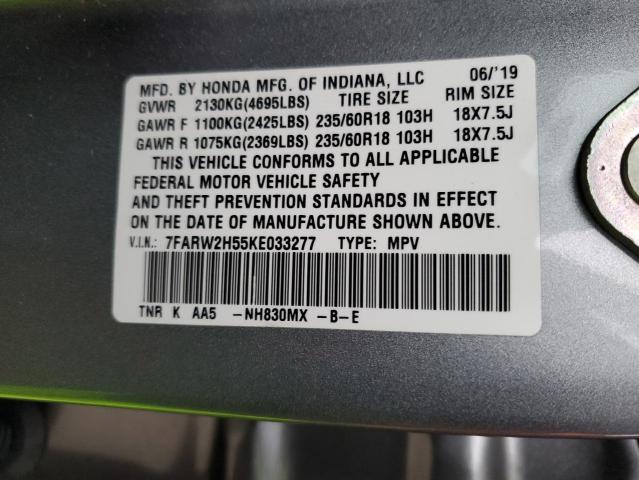 MFD. BY HONDA MFG. OF INDIANA, LLC 06/'19
GVWR 2130KG(4695LBS) TIRE SIZE RIM SIZE
GAWR F 1100KG(2425LBS) 235/60R18 103H 18X7.5J
GAWR R 1075KG(2369LBS) 235/60R18 103H 18X7.5J
THIS VEHICLE CONFORMS TO ALL APPLICABLE
FEDERAL MOTOR VEHICLE SAFETY
AND THEFT PREVENTION STANDARDS IN EFFECT
ON THE DATE OF MANUFACTURE SHOWN ABOVE.
V.I.N.: 7FARW2H55KE033277 TYPE: MPV
TNR K AA5 -NH830MX -B-E